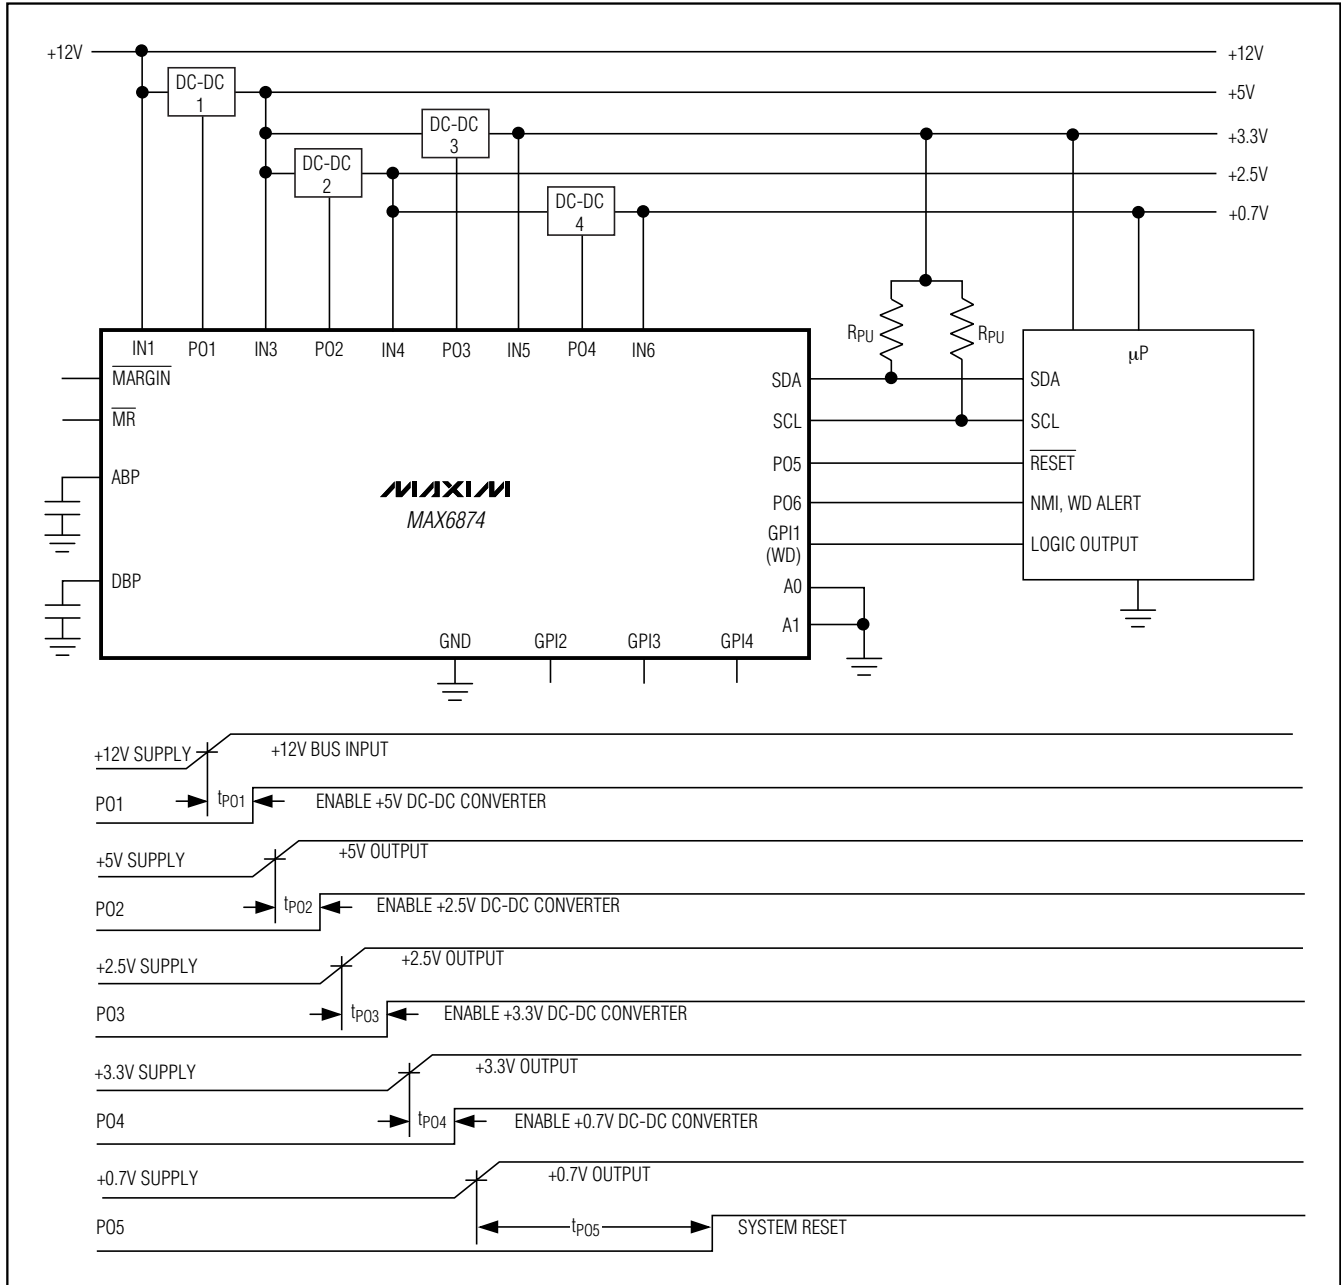 +12V
+12V
DC-DC
1
+5V
DC-DC
3
+3.3V
DC-DC
2
+2.5V
DC-DC
4
+0.7V
RPU
RPU
IN1 PO1 IN3 PO2 IN4 PO3 IN5 PO4 IN6
μP
MARGIN
SDA
SDA
MR
SCL
SCL
PO5
RESET
ABP
MAXIM
MAX6874
PO6
NMI, WD ALERT
GPI1
(WD)
LOGIC OUTPUT
DBP
A0
A1
GND GPI2 GPI3 GPI4
+12V SUPPLY
+12V BUS INPUT
PO1
tPO1
ENABLE +5V DC-DC CONVERTER
+5V SUPPLY
+5V OUTPUT
PO2
tPO2
ENABLE +2.5V DC-DC CONVERTER
+2.5V SUPPLY
+2.5V OUTPUT
PO3
tPO3
ENABLE +3.3V DC-DC CONVERTER
+3.3V SUPPLY
+3.3V OUTPUT
PO4
tPO4
ENABLE +0.7V DC-DC CONVERTER
+0.7V SUPPLY
+0.7V OUTPUT
PO5
tPO5
SYSTEM RESET